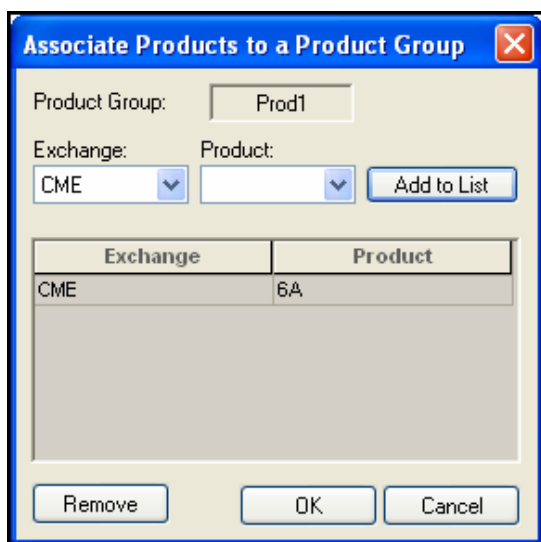 Associate Products to a Product Group
Product Group: Prod1
Exchange: Product:
CME Add to List
Exchange Product
CME 6A
Remove OK Cancel